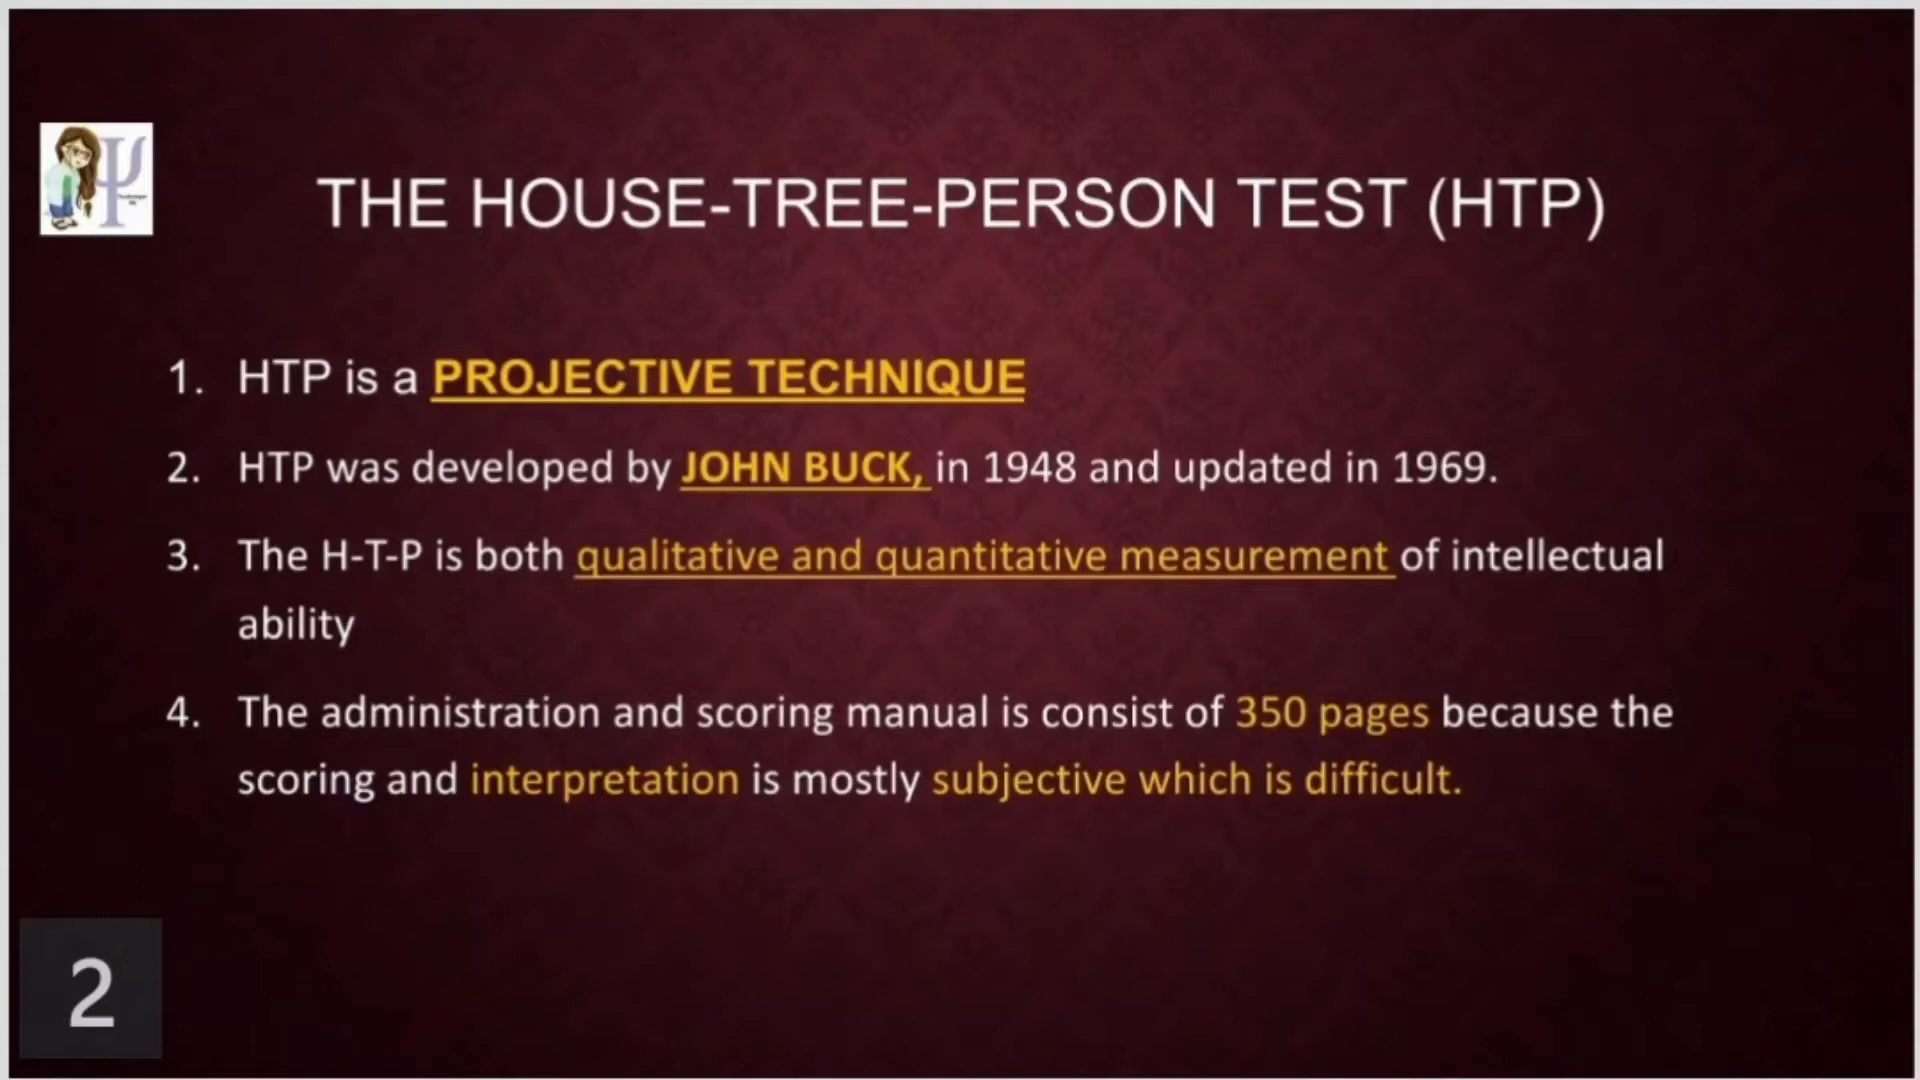 THE HOUSE-TREE-PERSON TEST (HTP)
1. HTP is a PROJECTIVE TECHNIQUE
2. HTP was developed by JOHN BUCK, in 1948 and updated in 1969.
3. The H-T-P is both qualitative and quantitative measurement of intellectual
ability
4. The administration and scoring manual is consist of 350 pages because the
scoring and interpretation is mostly subjective which is difficult.
2